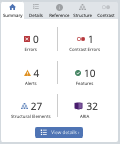 Summary Details Reference Structure Contrast
0 1
Errors Contrast Errors
4 10
Alerts Features
27 32
Structural Elements ARIA
View details ›